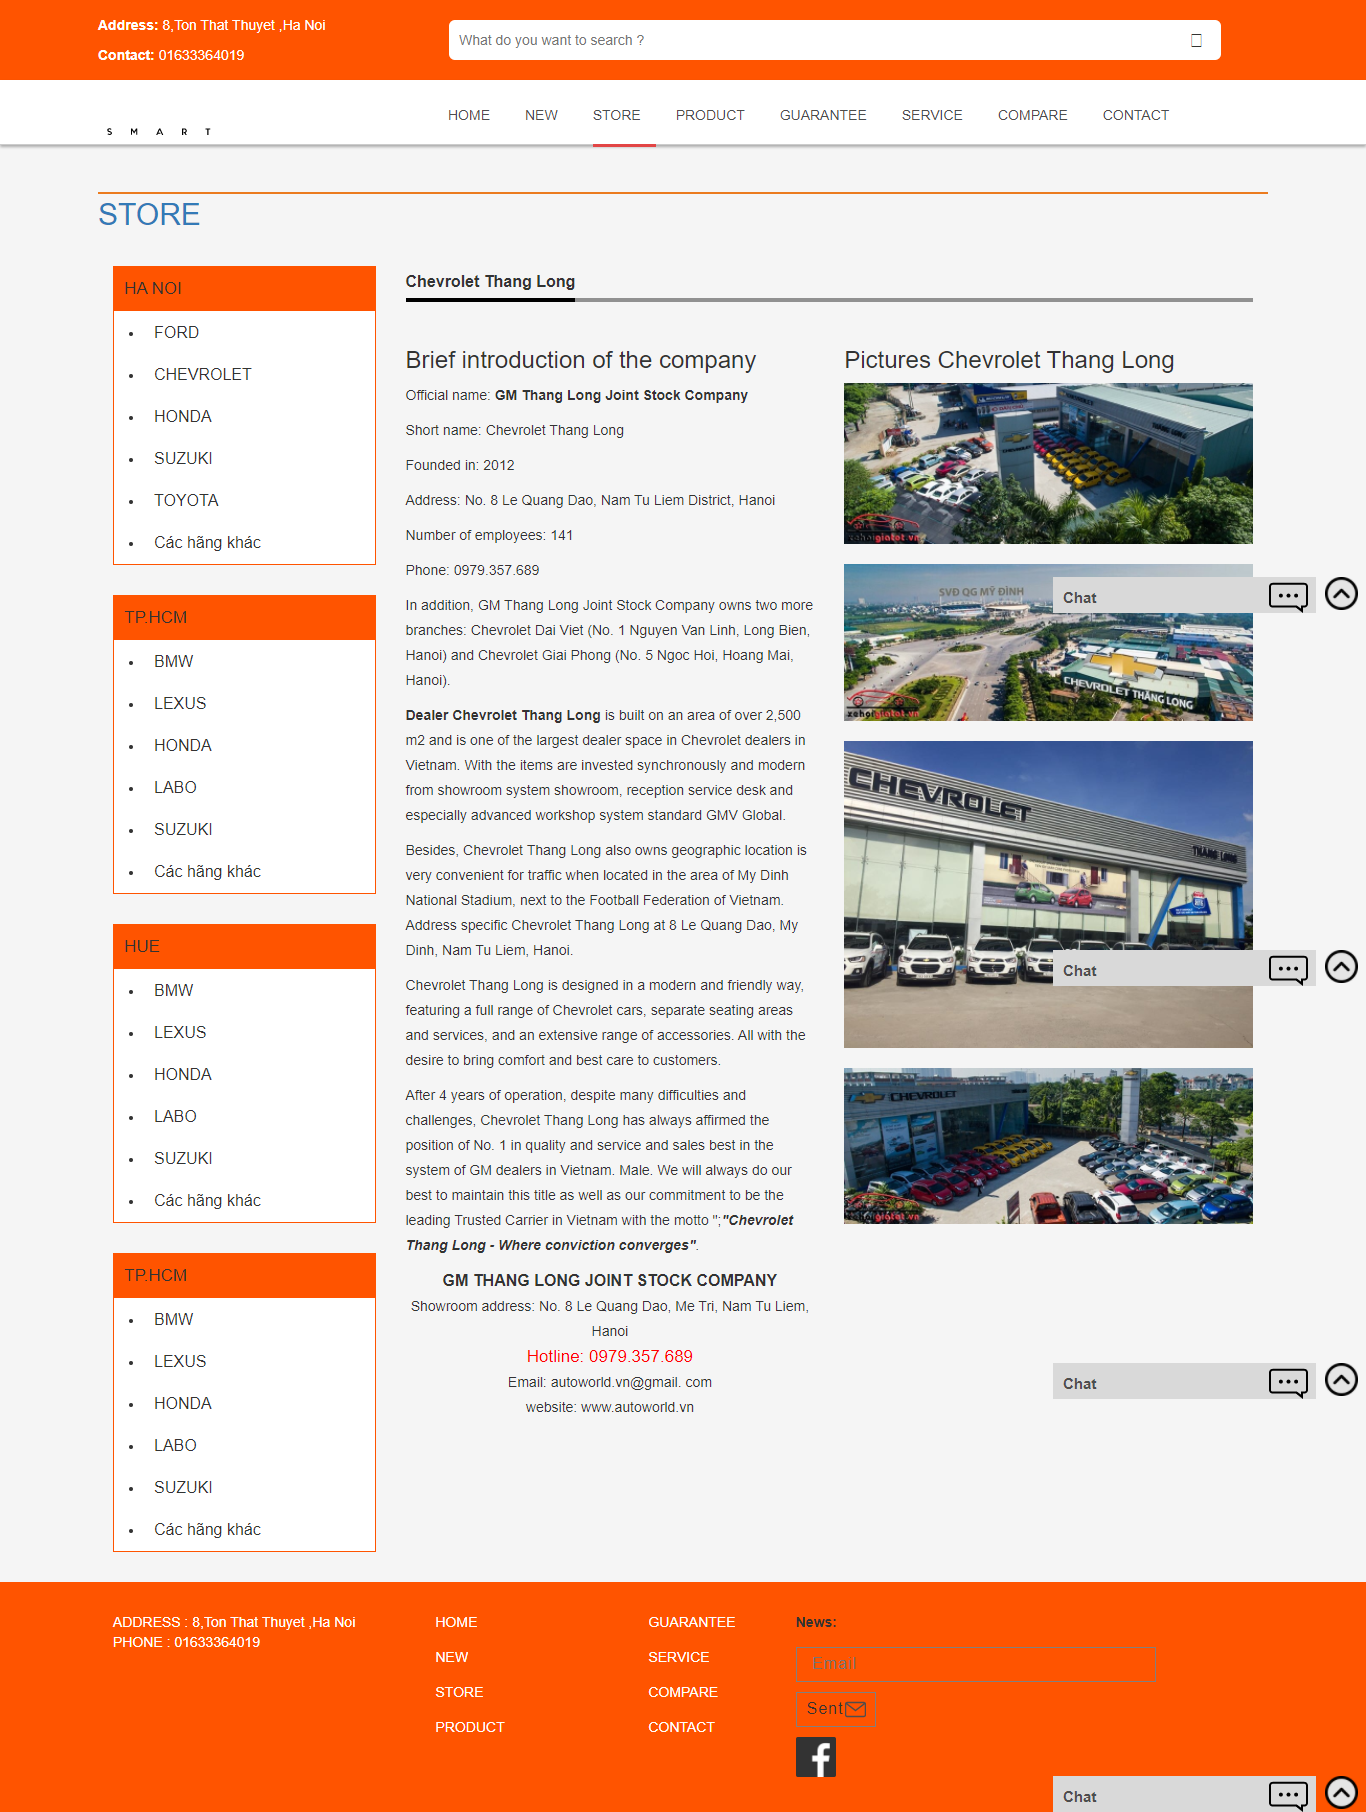 Address: 8,Ton That Thuyet ,Ha Noi
Contact: 01633364019
What do you want to search ?
SMART
HOME NEW STORE PRODUCT GUARANTEE SERVICE COMPARE CONTACT
STORE
HA NOI
FORD
CHEVROLET
HONDA
SUZUKI
TOYOTA
Các hãng khác
TP.HCM
BMW
LEXUS
HONDA
LABO
SUZUKI
Các hãng khác
HUE
BMW
LEXUS
HONDA
LABO
SUZUKI
Các hãng khác
TP.HCM
BMW
LEXUS
HONDA
LABO
SUZUKI
Các hãng khác
Chevrolet Thang Long
Brief introduction of the company
Official name: GM Thang Long Joint Stock Company
Short name: Chevrolet Thang Long
Founded in: 2012
Address: No. 8 Le Quang Dao, Nam Tu Liem District, Hanoi
Number of employees: 141
Phone: 0979.357.689
In addition, GM Thang Long Joint Stock Company owns two more
branches: Chevrolet Dai Viet (No. 1 Nguyen Van Linh, Long Bien,
Hanoi) and Chevrolet Giai Phong (No. 5 Ngoc Hoi, Hoang Mai,
Hanoi).
Dealer Chevrolet Thang Long is built on an area of over 2,500
m2 and is one of the largest dealer space in Chevrolet dealers in
Vietnam. With the items are invested synchronously and modern
from showroom system showroom, reception service desk and
especially advanced workshop system standard GMV Global.
Besides, Chevrolet Thang Long also owns geographic location is
very convenient for traffic when located in the area of My Dinh
National Stadium, next to the Football Federation of Vietnam.
Address specific Chevrolet Thang Long at 8 Le Quang Dao, My
Dinh, Nam Tu Liem, Hanoi.
Chevrolet Thang Long is designed in a modern and friendly way,
featuring a full range of Chevrolet cars, separate seating areas
and services, and an extensive range of accessories. All with the
desire to bring comfort and best care to customers.
After 4 years of operation, despite many difficulties and
challenges, Chevrolet Thang Long has always affirmed the
position of No. 1 in quality and service and sales best in the
system of GM dealers in Vietnam. Male. We will always do our
best to maintain this title as well as our commitment to be the
leading Trusted Carrier in Vietnam with the motto ";"Chevrolet
Thang Long - Where conviction converges".
GM THANG LONG JOINT STOCK COMPANY
Showroom address: No. 8 Le Quang Dao, Me Tri, Nam Tu Liem,
Hanoi
Hotline: 0979.357.689
Email: autoworld.vn@gmail. com
website: www.autoworld.vn
Pictures Chevrolet Thang Long
CHEVROLET
THANG LONG
xehoigiatot.vn
SVĐ QG MỸ ĐÌNH
CHEVROLET THĂNG LONG
xehoigiatot.vn
Chat
CHEVROLET
THANG LONG
Chat
CHEVROLET
xehoigiatot.vn
Chat
ADDRESS : 8,Ton That Thuyet ,Ha Noi
PHONE : 01633364019
HOME
NEW
STORE
PRODUCT
GUARANTEE
SERVICE
COMPARE
CONTACT
News:
Email
Sent
Chat